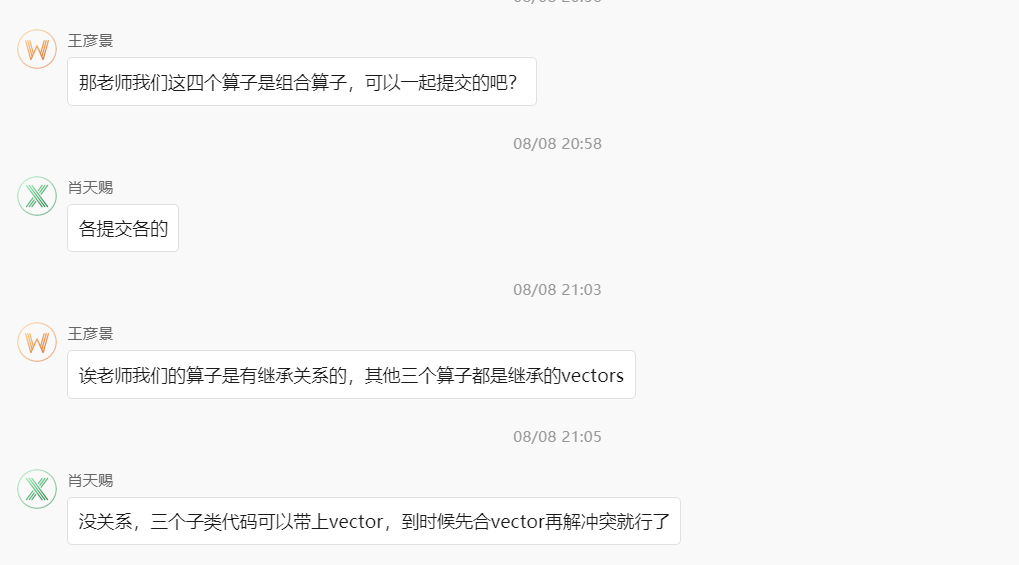 王彦景
那老师我们这四个算子是组合算子，可以一起提交的吧？
08/08 20:58
肖天赐
各提交各的
08/08 21:03
王彦景
诶老师我们的算子是有继承关系的，其他三个算子都是继承的vectors
08/08 21:05
肖天赐
没关系，三个子类代码可以带上vector，到时候先合vector再解冲突就行了